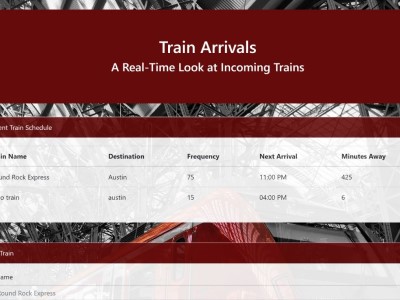 Train Arrivals
A Real-Time Look at Incoming Trains
ent Train Schedule
in Name Destination Frequency Next Arrival Minutes Away
und Rock Express Austin 75 11:00 PM 425
o train austin 15 04:00 PM 6
Train
ame
Round Rock Express